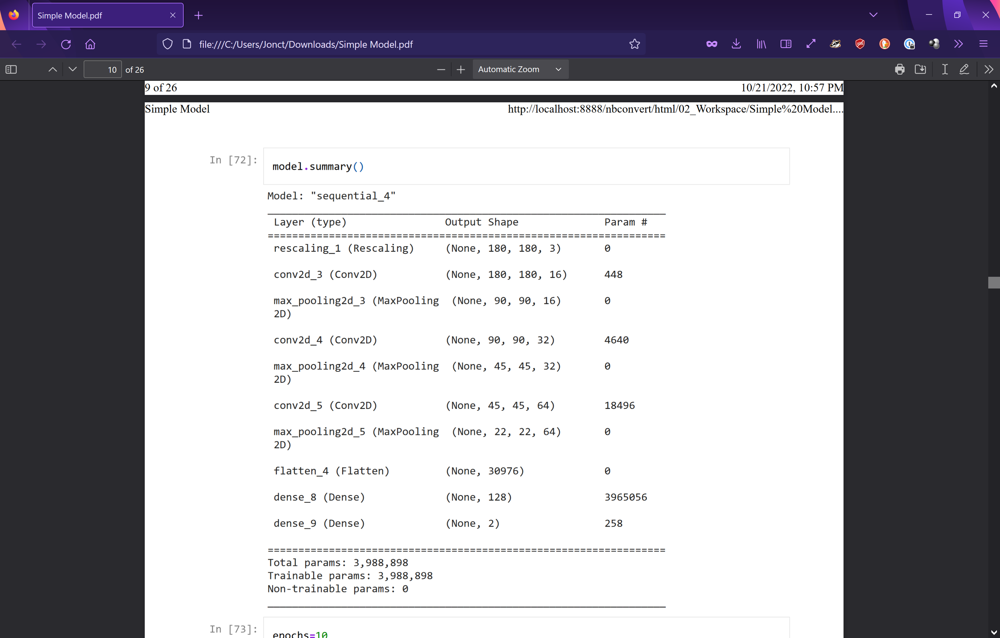 Simple Model.pdf
file:///C:/Users/Jonct/Downloads/Simple Model.pdf
10 of 26
Automatic Zoom
9 of 26 10/21/2022, 10:57 PM
Simple Model http://localhost:8888/nbconvert/html/02_Workspace/Simple%20Model....
In [72]: model.summary()
Model: "sequential_4"
_________________________________________________________________
Layer (type) Output Shape Param #
=================================================================
rescaling_1 (Rescaling) (None, 180, 180, 3) 0
conv2d_3 (Conv2D) (None, 180, 180, 16) 448
max_pooling2d_3 (MaxPooling (None, 90, 90, 16) 0
2D)
conv2d_4 (Conv2D) (None, 90, 90, 32) 4640
max_pooling2d_4 (MaxPooling (None, 45, 45, 32) 0
2D)
conv2d_5 (Conv2D) (None, 45, 45, 64) 18496
max_pooling2d_5 (MaxPooling (None, 22, 22, 64) 0
2D)
flatten_4 (Flatten) (None, 30976) 0
dense_8 (Dense) (None, 128) 3965056
dense_9 (Dense) (None, 2) 258
=================================================================
Total params: 3,988,898
Trainable params: 3,988,898
Non-trainable params: 0
_________________________________________________________________
In [73]: epochs=10